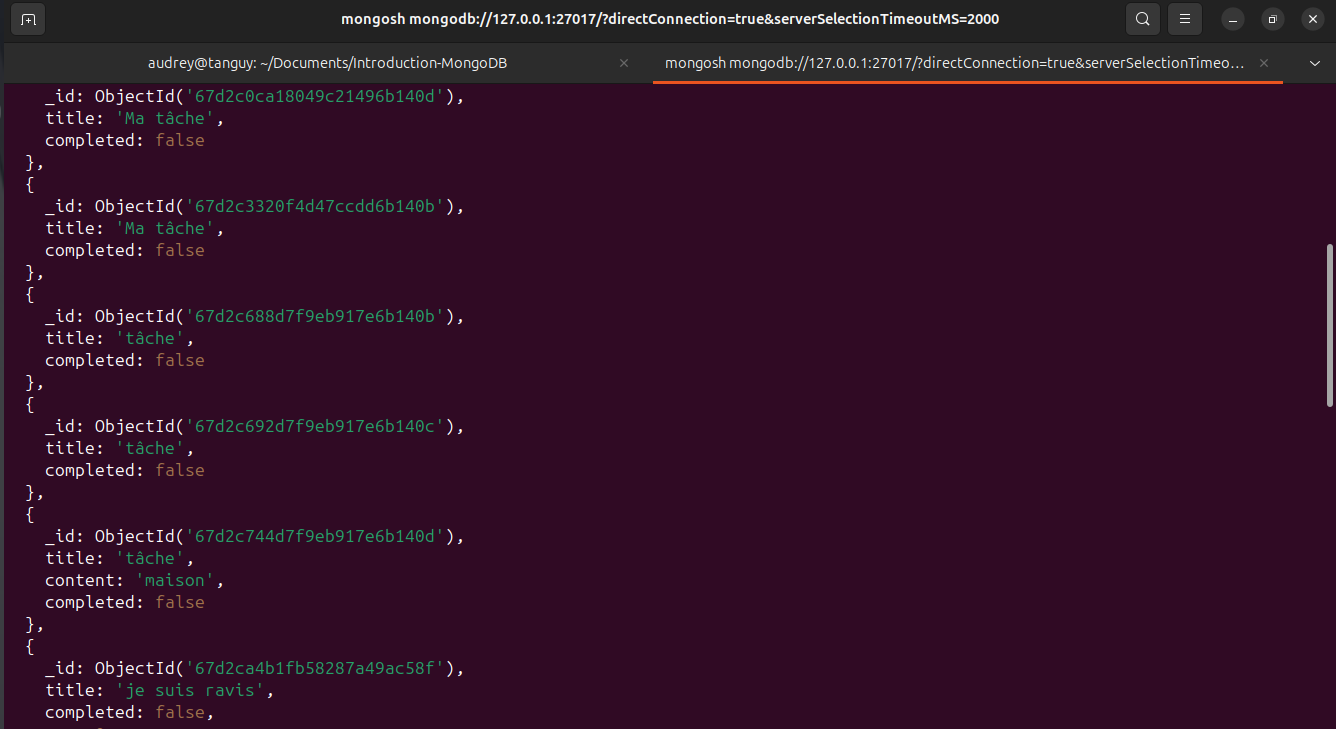 mongosh mongodb://127.0.0.1:27017/?directConnection=true&serverSelectionTimeoutMS=2000
audrey@tanguy: ~/Documents/Introduction-MongoDB
mongosh mongodb://127.0.0.1:27017/?directConnection=true&serverSelectionTimeo...
_id: ObjectId('67d2c0ca18049c21496b140d'),
title: 'Ma tâche',
completed: false
},
{
_id: ObjectId('67d2c3320f4d47ccdd6b140b'),
title: 'Ma tâche',
completed: false
},
{
_id: ObjectId('67d2c688d7f9eb917e6b140b'),
title: 'tâche',
completed: false
},
{
_id: ObjectId('67d2c692d7f9eb917e6b140c'),
title: 'tâche',
completed: false
},
{
_id: ObjectId('67d2c744d7f9eb917e6b140d'),
title: 'tâche',
content: 'maison',
completed: false
},
{
_id: ObjectId('67d2ca4b1fb58287a49ac58f'),
title: 'je suis ravis',
completed: false,